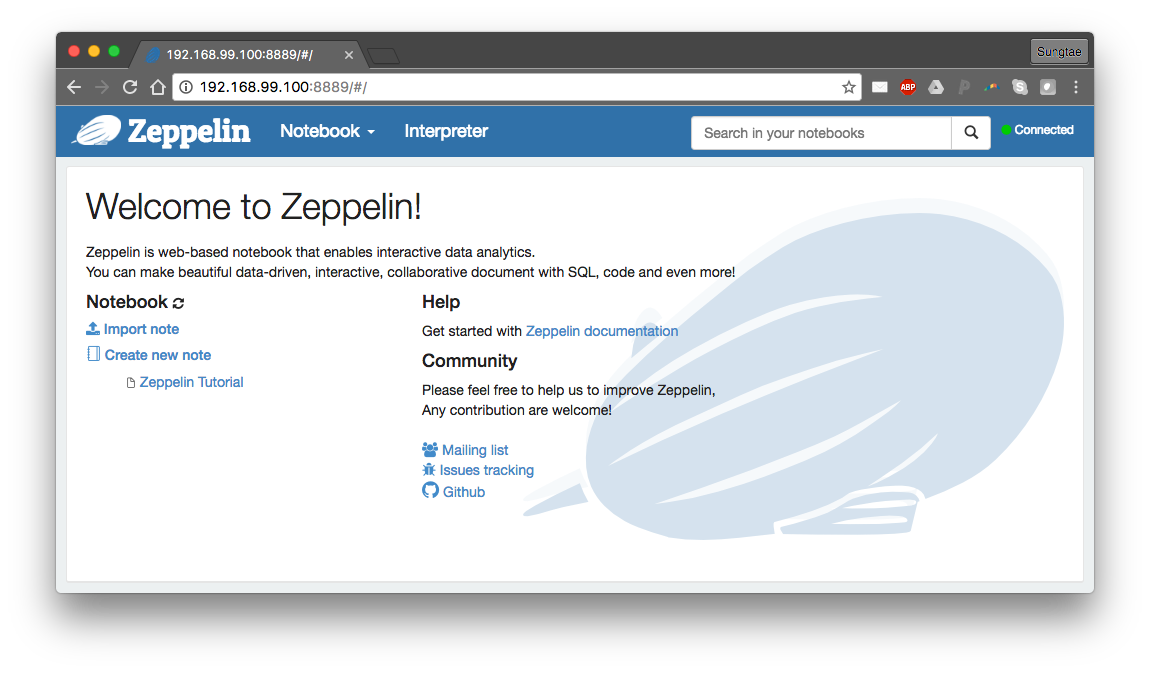 192.168.99.100:8889/#/
Sungtae
192.168.99.100:8889/#/
ABP
Zeppelin
Notebook
Interpreter
Search in your notebooks
Connected
Welcome to Zeppelin!
Zeppelin is web-based notebook that enables interactive data analytics.
You can make beautiful data-driven, interactive, collaborative document with SQL, code and even more!
Notebook
Import note
Create new note
Zeppelin Tutorial
Help
Get started with Zeppelin documentation
Community
Please feel free to help us to improve Zeppelin,
Any contribution are welcome!
Mailing list
Issues tracking
Github